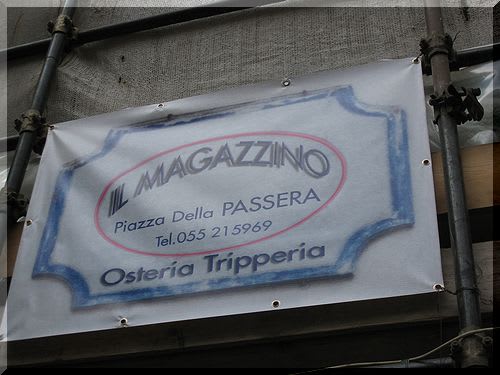 IL MAGAZZINO
Piazza Della PASSERA
Tel.055 215969
Osteria Tripperia